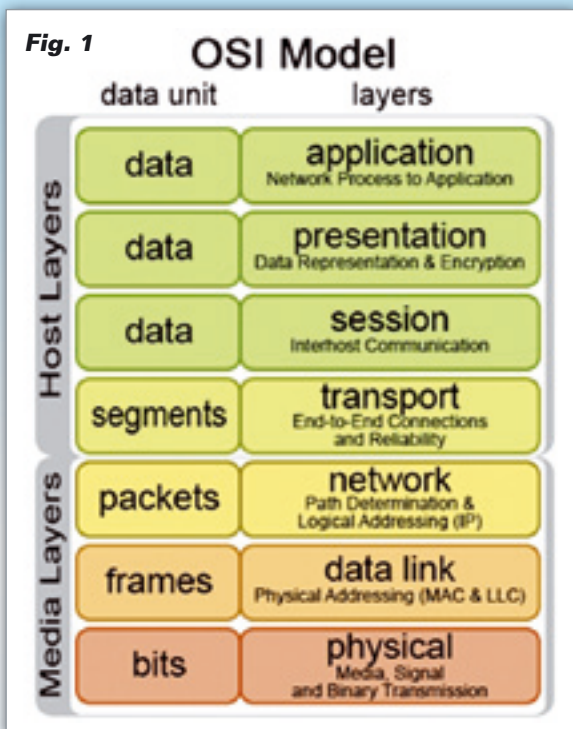 Fig. 1
OSI Model
data unit layers
Host Layers
data application
Network Process to Application
data presentation
Data Representation & Encryption
data session
Interhost Communication
segments transport
End-to-End Connections
and Reliability
Media Layers
packets network
Path Determination &
Logical Addressing (IP)
frames data link
Physical Addressing (MAC & LLC)
bits physical
Media, Signal
and Binary Transmission